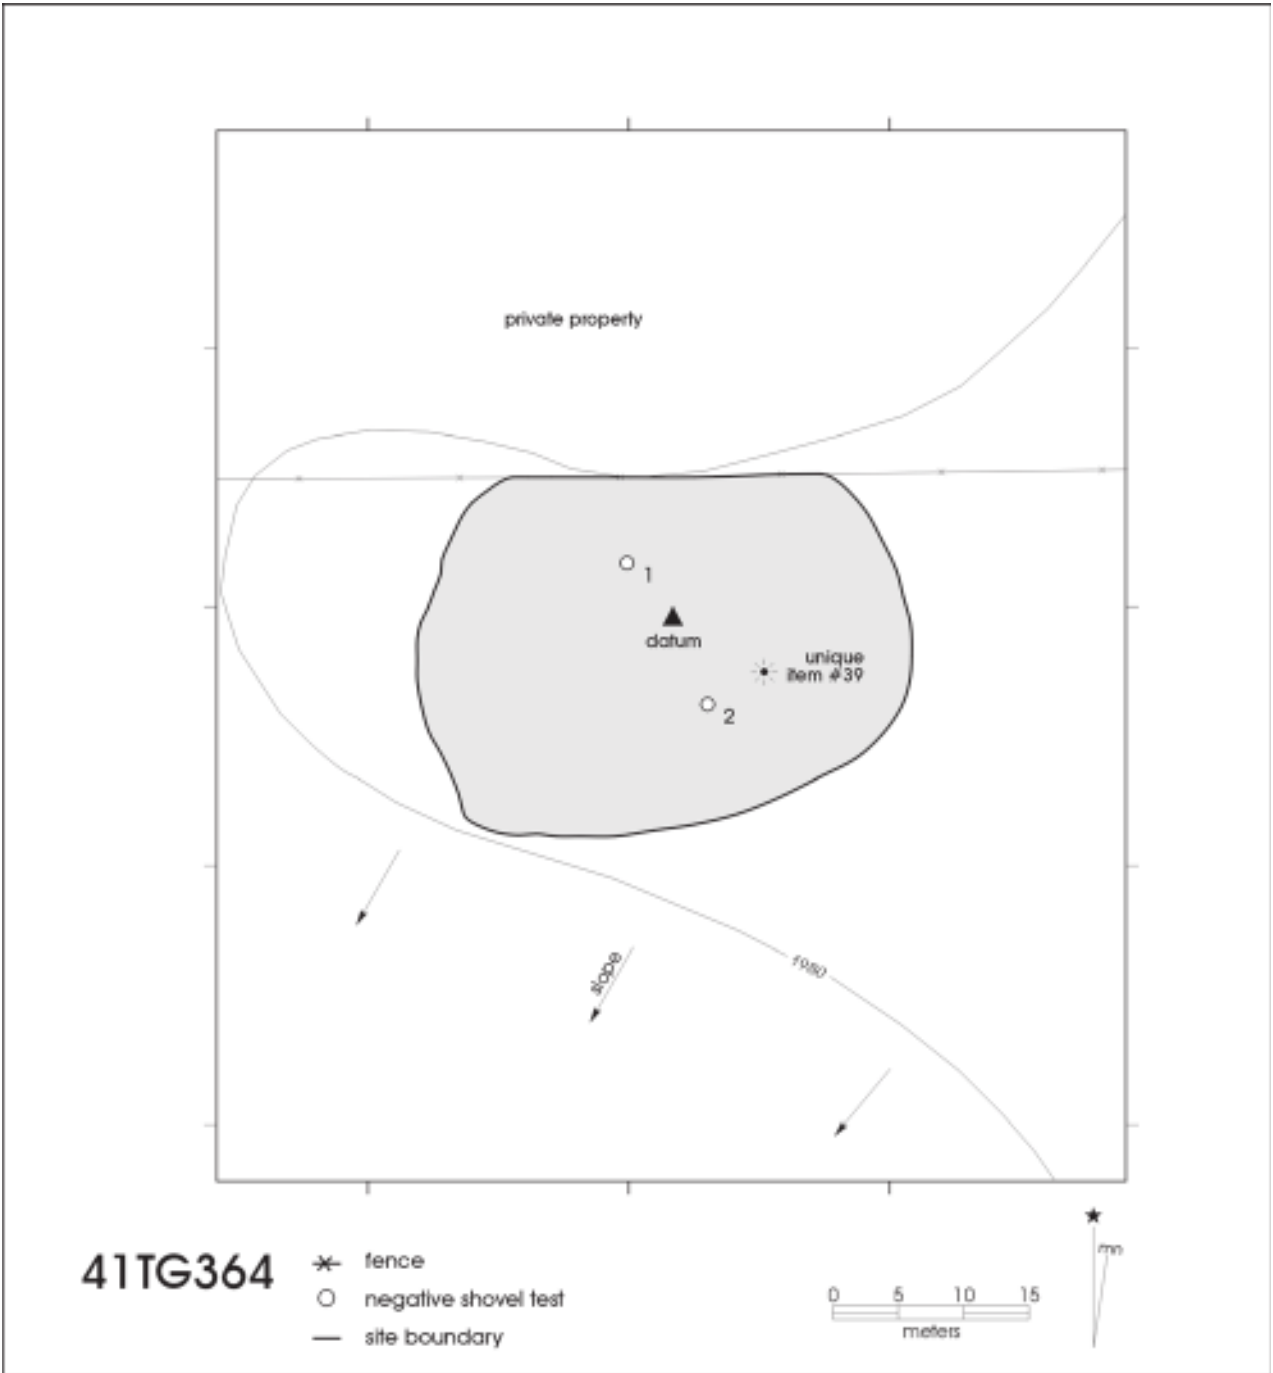 private property
1
datum
unique
item #39
2
slope
1980
41TG364
fence
negative shovel test
site boundary
0 5 10 15
meters
mn